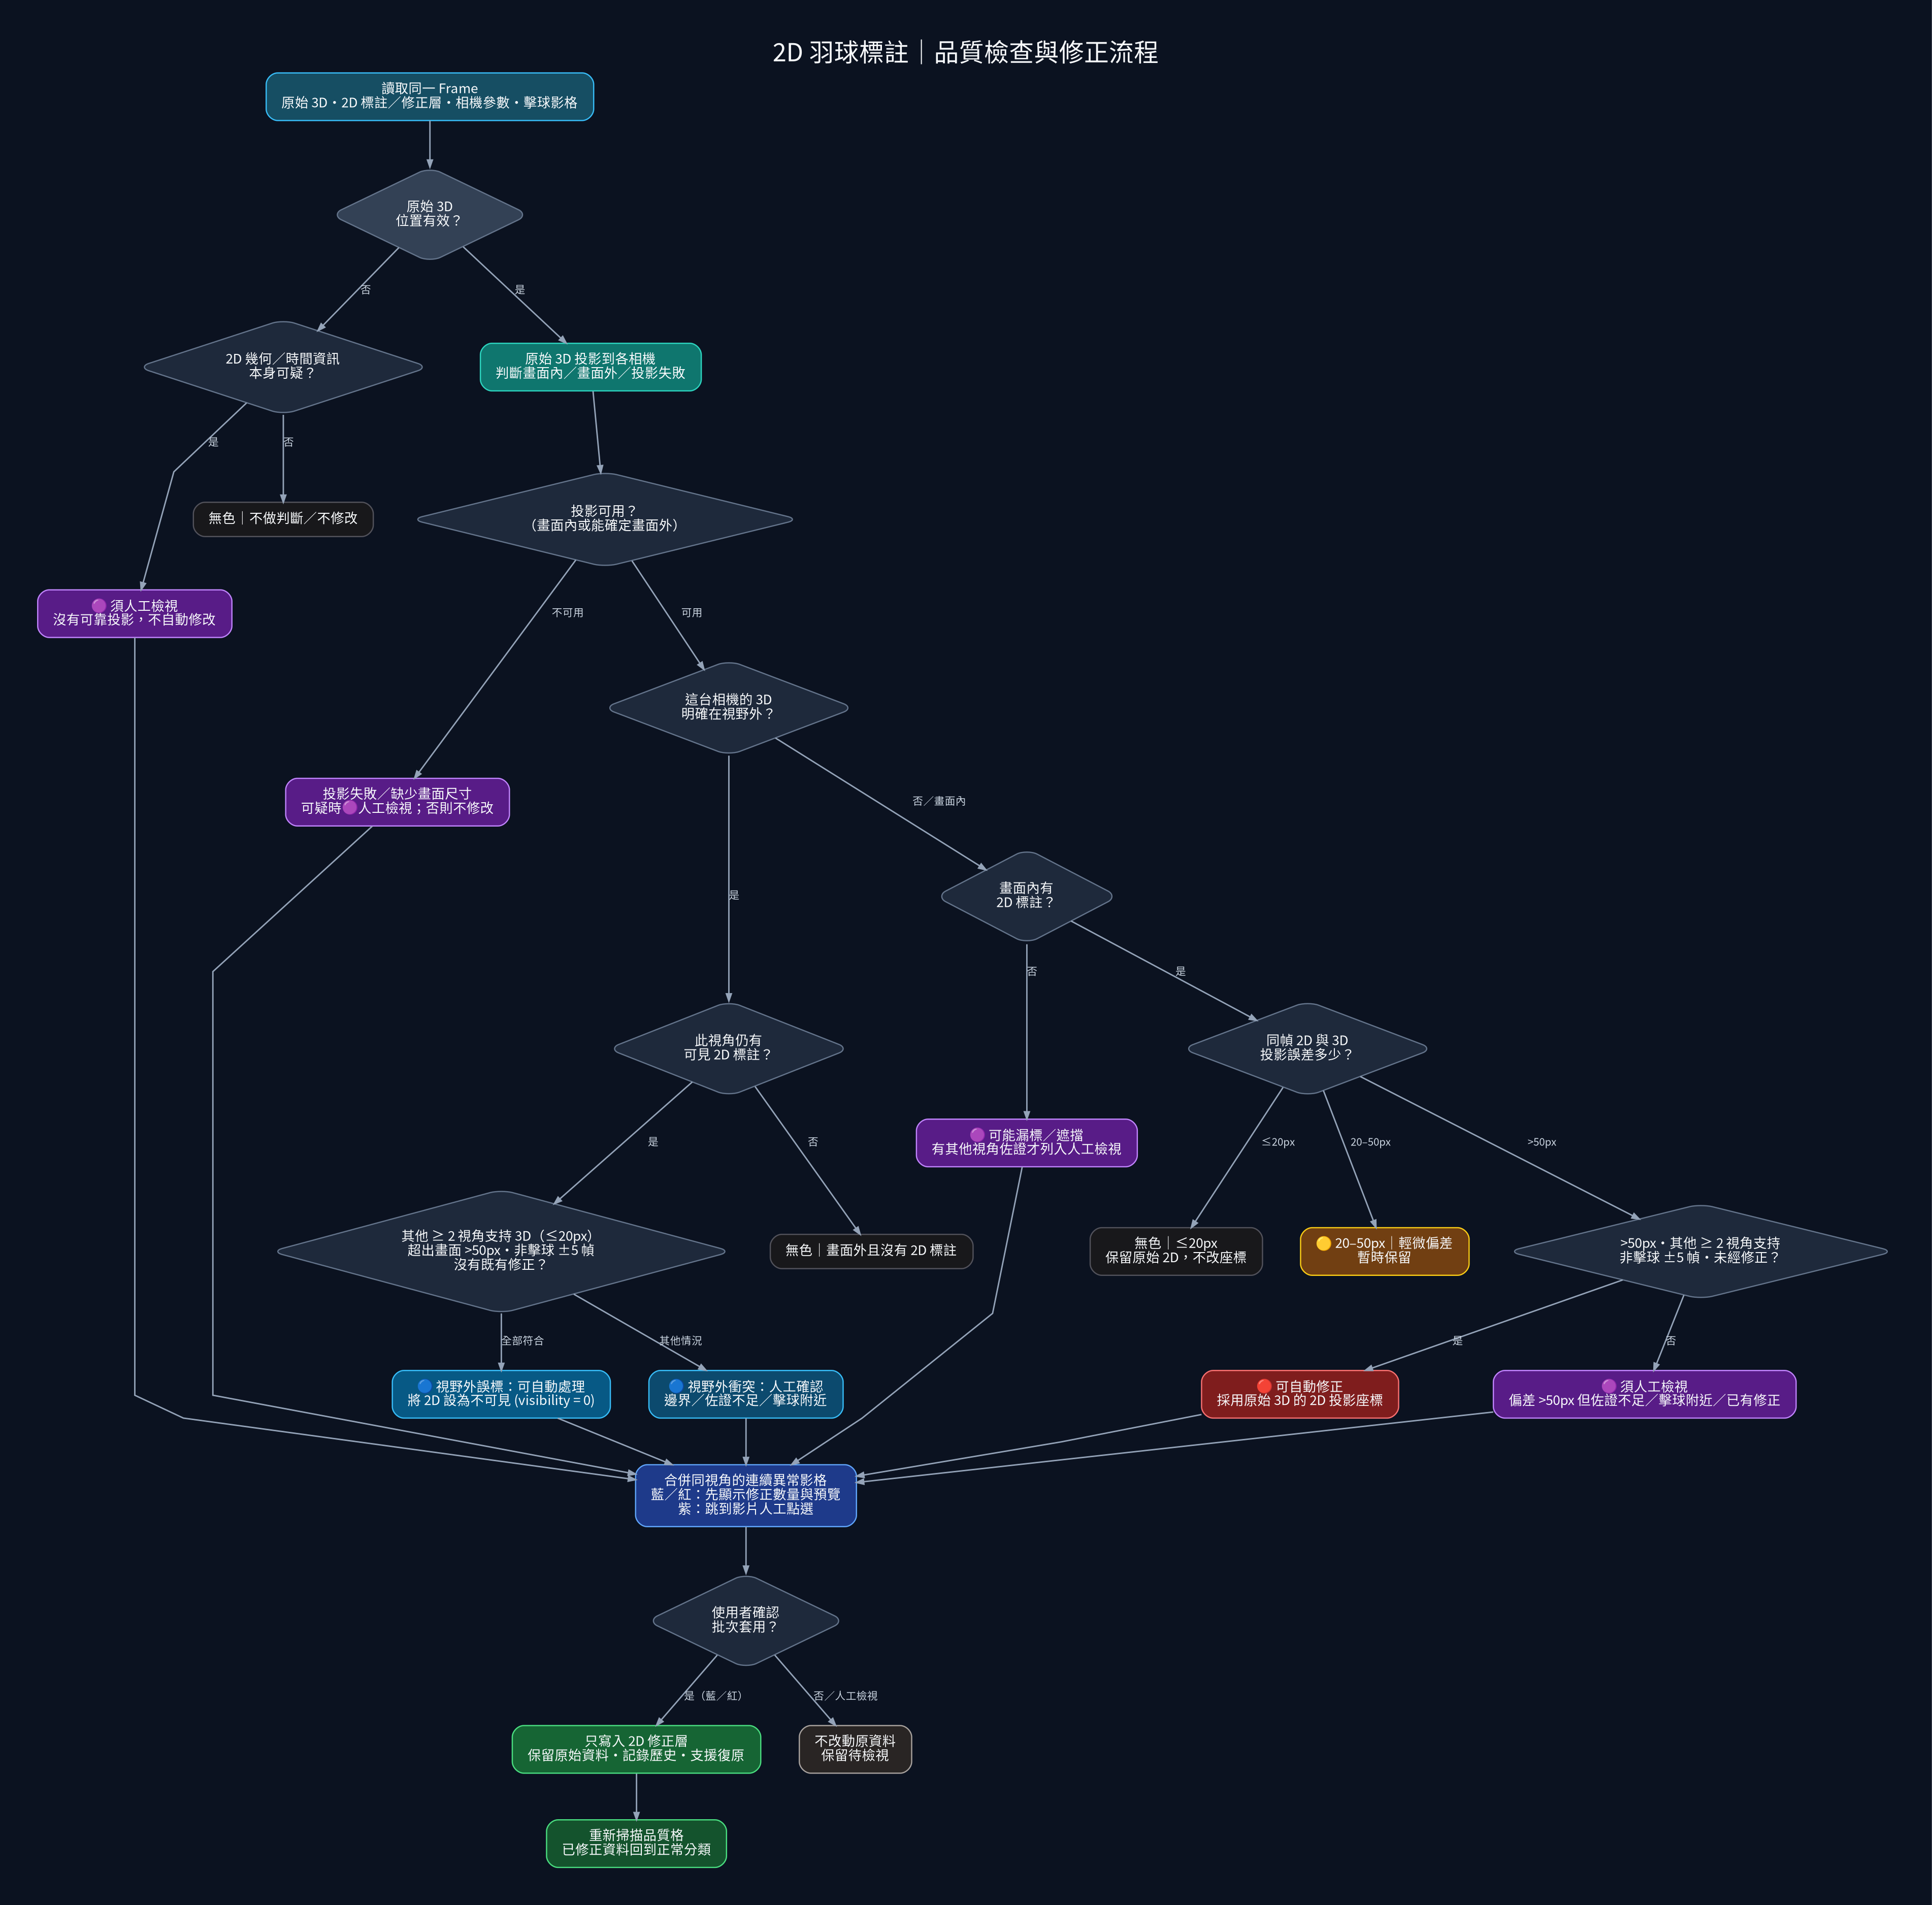 2D 羽球標註｜品質檢查與修正流程
讀取同一 Frame
原始 3D・2D 標註／修正層・相機參數・擊球影格
原始 3D
位置有效？
否
是
2D 幾何／時間資訊
本身可疑？
原始 3D 投影到各相機
判斷畫面內／畫面外／投影失敗
是
否
無色｜不做判斷／不修改
投影可用？
（畫面內或能確定畫面外）
🟣 須人工檢視
沒有可靠投影，不自動修改
不可用
可用
這台相機的 3D
明確在視野外？
投影失敗／缺少畫面尺寸
可疑時🟣人工檢視；否則不修改
否／畫面內
是
畫面內有
2D 標註？
否
是
此視角仍有
可見 2D 標註？
同幀 2D 與 3D
投影誤差多少？
是
否
🟣 可能漏標／遮擋
有其他視角佐證才列入人工檢視
≤20px
20–50px
>50px
其他 ≥ 2 視角支持 3D（≤20px）
超出畫面 >50px・非擊球 ±5 幀
沒有既有修正？
無色｜畫面外且沒有 2D 標註
無色｜≤20px
保留原始 2D，不改座標
🟡 20–50px｜輕微偏差
暫時保留
>50px・其他 ≥ 2 視角支持
非擊球 ±5 幀・未經修正？
全部符合
其他情況
是
否
🔵 視野外誤標：可自動處理
將 2D 設為不可見 (visibility = 0)
🔵 視野外衝突：人工確認
邊界／佐證不足／擊球附近
🔴 可自動修正
採用原始 3D 的 2D 投影座標
🟣 須人工檢視
偏差 >50px 但佐證不足／擊球附近／已有修正
合併同視角的連續異常影格
藍／紅：先顯示修正數量與預覽
紫：跳到影片人工點選
使用者確認
批次套用？
是（藍／紅）
否／人工檢視
只寫入 2D 修正層
保留原始資料・記錄歷史・支援復原
不改動原資料
保留待檢視
重新掃描品質格
已修正資料回到正常分類